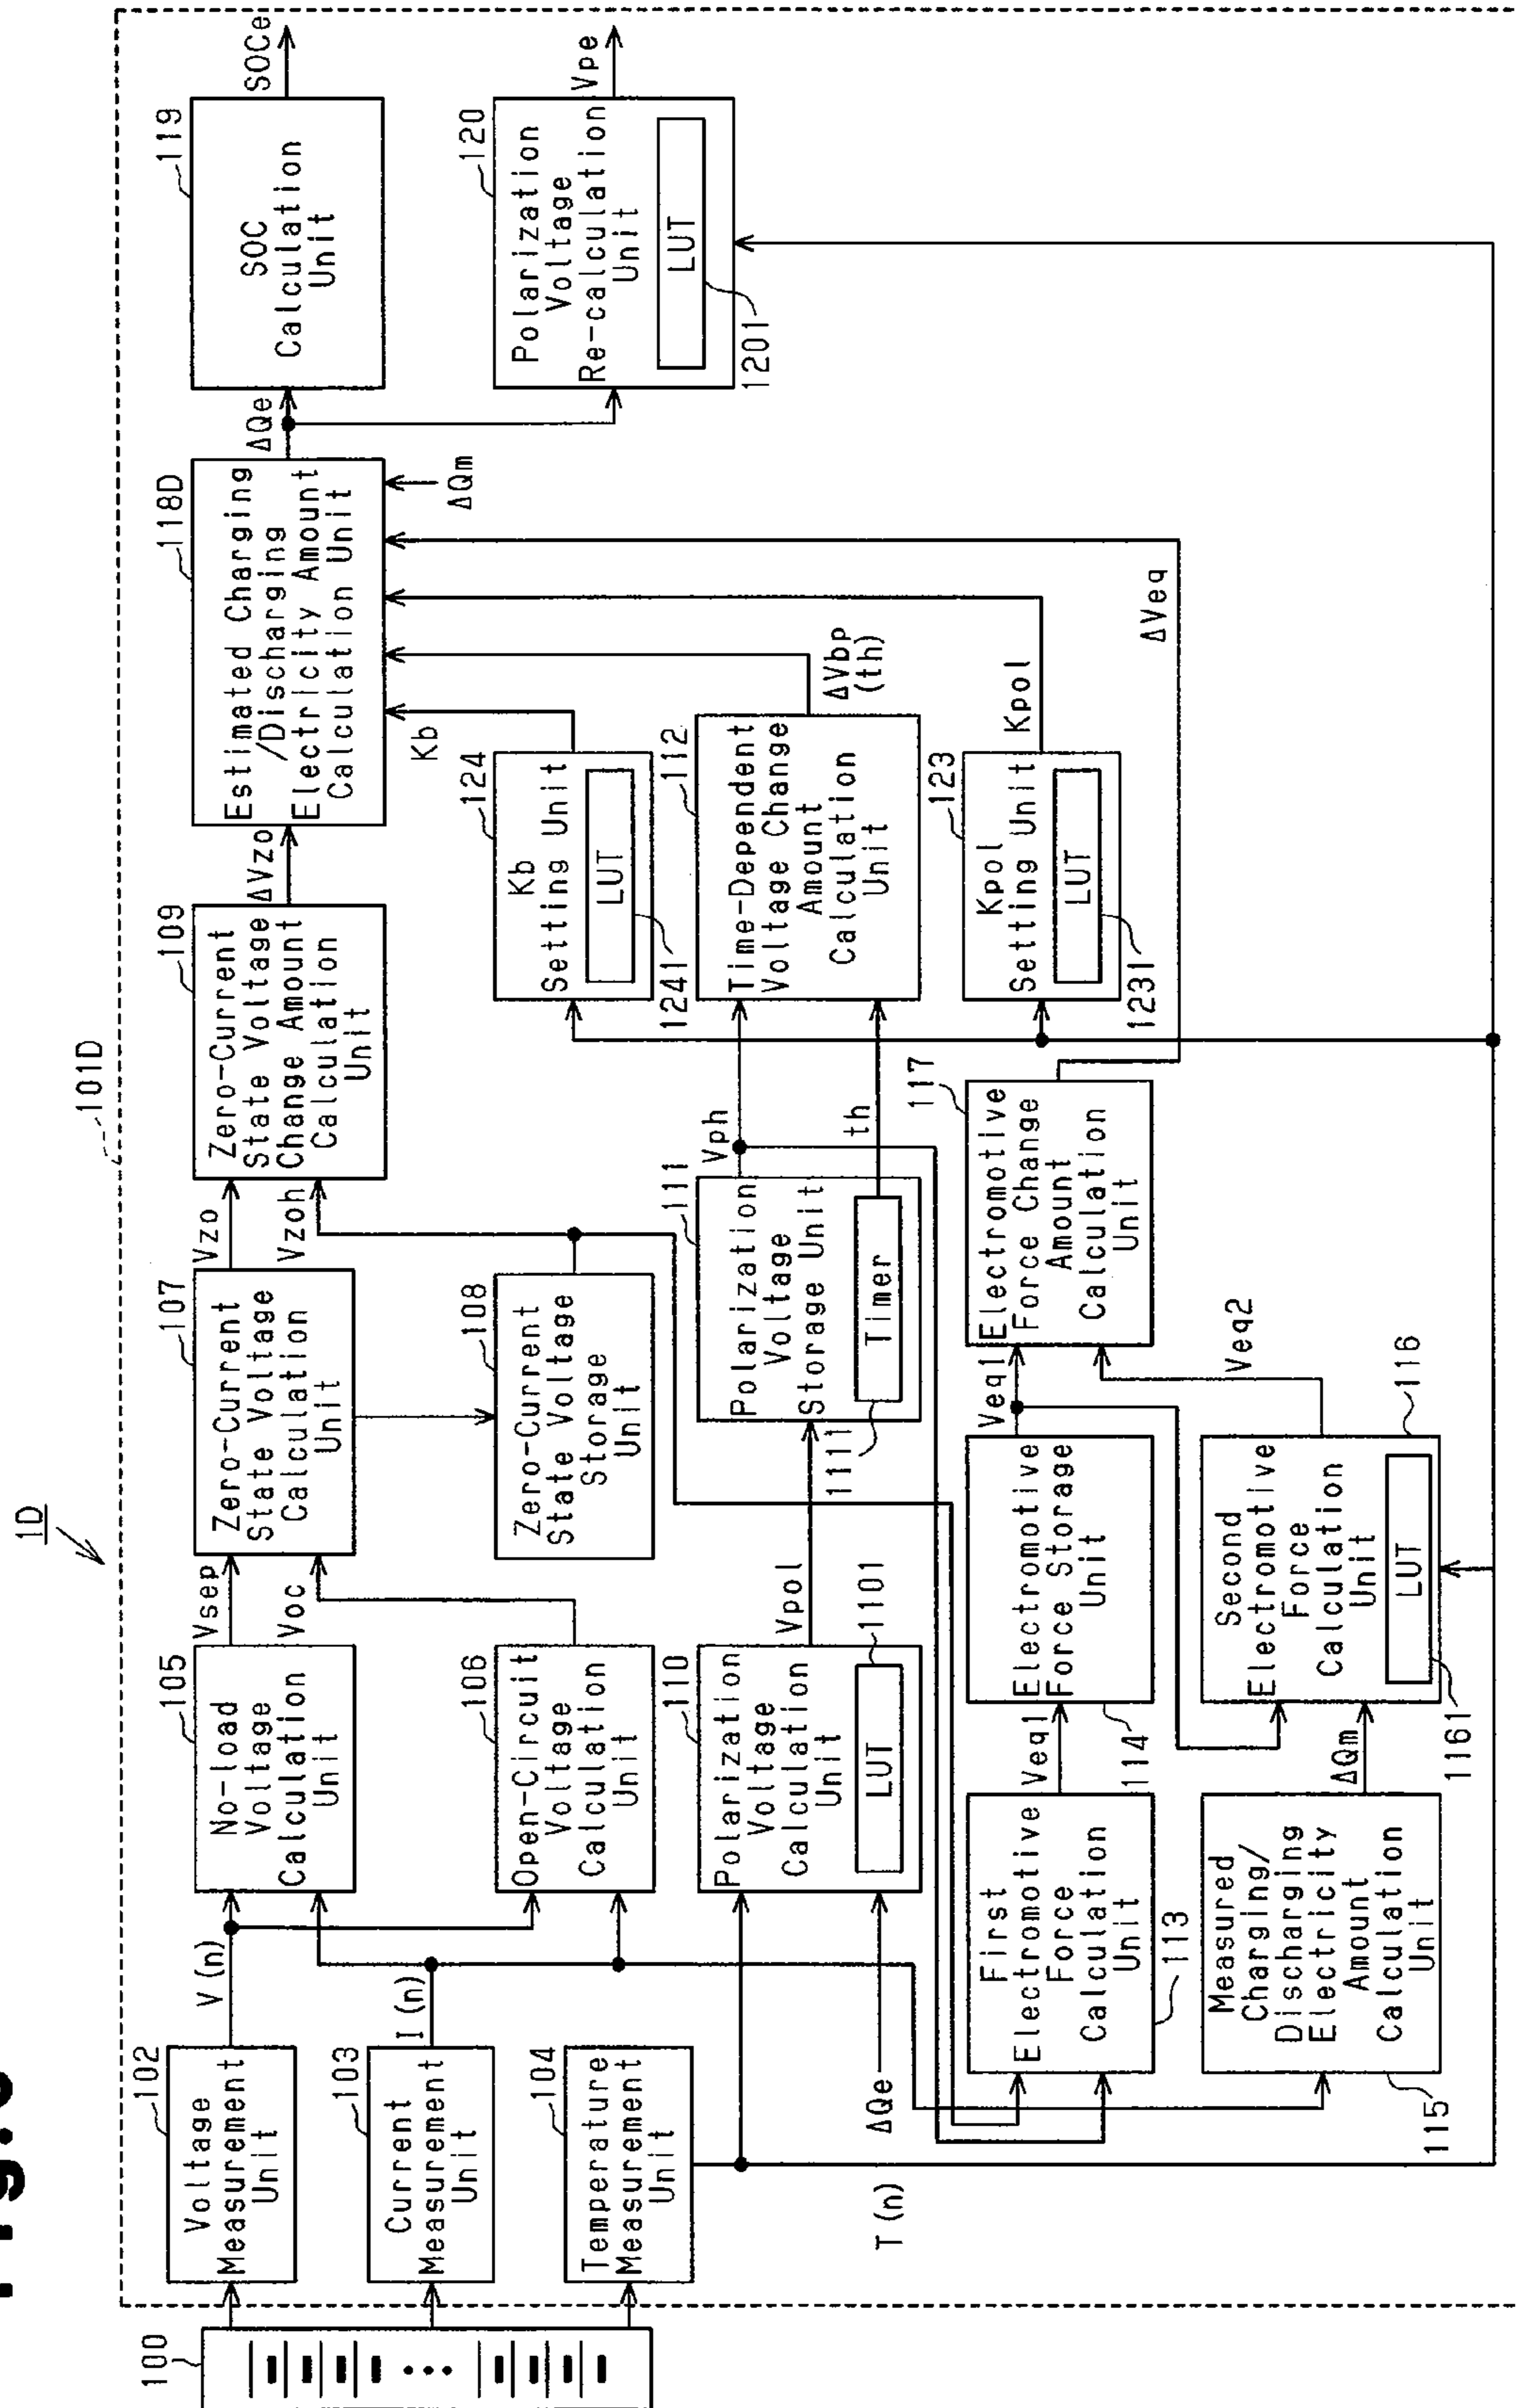 1D
101D
100
102
Voltage
Measurement
Unit
103
Current
Measurement
Unit
104
Temperature
Measurement
Unit
V(n)
I(n)
T(n)
ΔQe
105
No-load
Voltage
Calculation
Unit
Vsep
106
Open-Circuit
Voltage
Calculation
Unit
Voc
107
Zero-Current
State Voltage
Calculation
Unit
Vzo
Vzoh
108
Zero-Current
State Voltage
Storage
Unit
109
Zero-Current
State Voltage
Change Amount
Calculation
Unit
ΔVzo
118D
Estimated Charging
/Discharging
Electricity Amount
Calculation Unit
ΔQe
ΔQm
119
SOC
Calculation
Unit
SOCe
120
Polarization
Voltage
Re-calculation
Unit
LUT
1201
Vpe
110
Polarization
Voltage
Calculation
Unit
LUT
1101
Vpol
111
Polarization
Voltage
Storage Unit
Timer
1111
Vph
th
124
Kb
Setting Unit
LUT
1241
Kb
112
Time-Dependent
Voltage Change
Amount
Calculation
Unit
ΔVbp
(th)
123
Kpol
Setting Unit
LUT
1231
Kpol
ΔVeq
First
Electromotive
Force
Calculation
Unit
113
Veq1
Electromotive
Force Storage
Unit
114
Veq1
117
Electromotive
Force Change
Amount
Calculation
Unit
Measured
Charging/
Discharging
Electricity
Amount
Calculation
Unit
115
ΔQm
Second
Electromotive
Force
Calculation
Unit
LUT
116
1161
Veq2